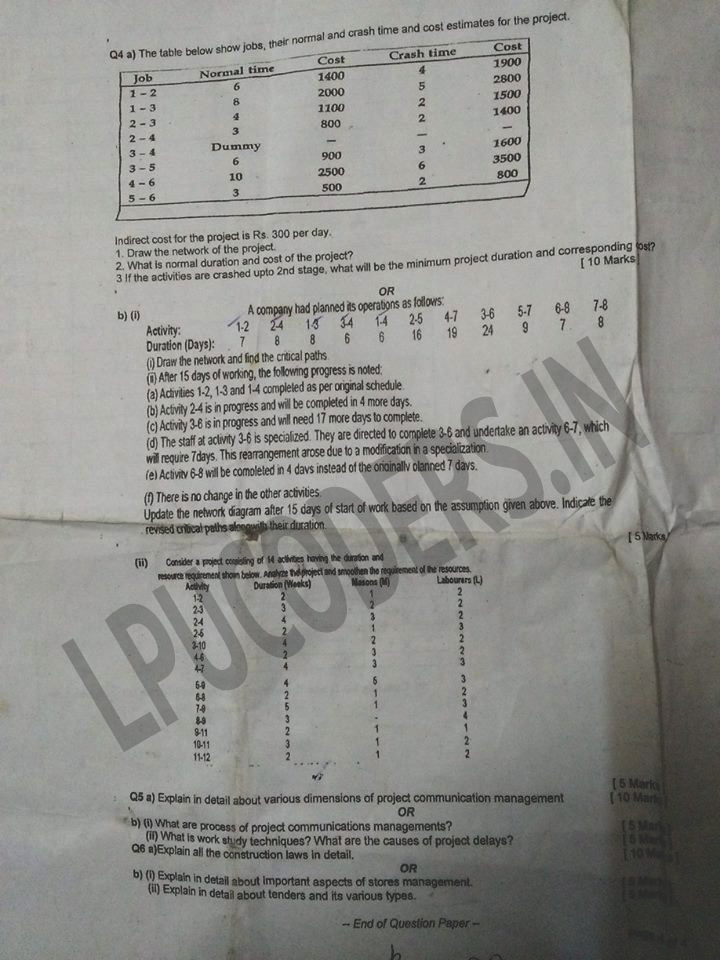 Q4 a) The table below show jobs, their normal and crash time and cost estimates for the project.
Job Normal time Cost Crash time Cost
1 – 2 6 1400 4 1900
1 – 3 8 2000 5 2800
2 – 3 4 1100 2 1500
2 – 4 3 800 2 1400
3 – 4 Dummy — — —
3 – 5 6 900 3 1600
4 – 6 10 2500 6 3500
5 – 6 3 500 2 800
Indirect cost for the project is Rs. 300 per day.
1. Draw the network of the project.
2. What is normal duration and cost of the project?
3 If the activities are crashed upto 2nd stage, what will be the minimum project duration and corresponding cost?
[ 10 Marks]
OR
b) (i) A company had planned its operations as follows:
Activity: 1-2 2-4 1-3 3-4 1-4 2-5 4-7 3-6 5-7 6-8 7-8
Duration (Days): 7 8 8 6 6 16 19 24 9 7 8
(i) Draw the network and find the critical paths
(ii) After 15 days of working, the following progress is noted:
(a) Activities 1-2, 1-3 and 1-4 completed as per original schedule.
(b) Activity 2-4 is in progress and will be completed in 4 more days.
(c) Activity 3-6 is in progress and will need 17 more days to complete.
(d) The staff at activity 3-6 is specialized. They are directed to complete 3-6 and undertake an activity 6-7, which
will require 7days. This rearrangement arose due to a modification in a specialization.
(e) Activity 6-8 will be completed in 4 days instead of the originally planned 7 days.
(f) There is no change in the other activities.
Update the network diagram after 15 days of start of work based on the assumption given above. Indicate the
revised critical paths alongwith their duration.
[ 5 Marks]
(ii) Consider a project consisting of 14 activities having the duration and
resource requirement shown below. Analyze the project and smoothen the requirement of the resources.
Activity Duration (Weeks) Masons (M) Labourers (L)
1-2 2 1 2
2-3 3 2 2
2-4 4 3 2
2-5 2 1 3
3-10 4 2 2
4-6 2 3 2
4-7 4 3 3
5-9 4 6 3
6-8 2 1 2
7-9 5 1 3
8-9 3 - 4
9-11 2 1 1
10-11 3 1 2
11-12 2 1 2
[ 5 Marks
Q5 a) Explain in detail about various dimensions of project communication management [ 10 Marks
OR
b) (i) What are process of project communications managements? [ 5 Mar
(ii) What is work study techniques? What are the causes of project delays?
Q6 a)Explain all the construction laws in detail. [ 10
OR
b) (i) Explain in detail about important aspects of stores management.
(ii) Explain in detail about tenders and its various types.
-- End of Question Paper --
LPUCODERS.IN